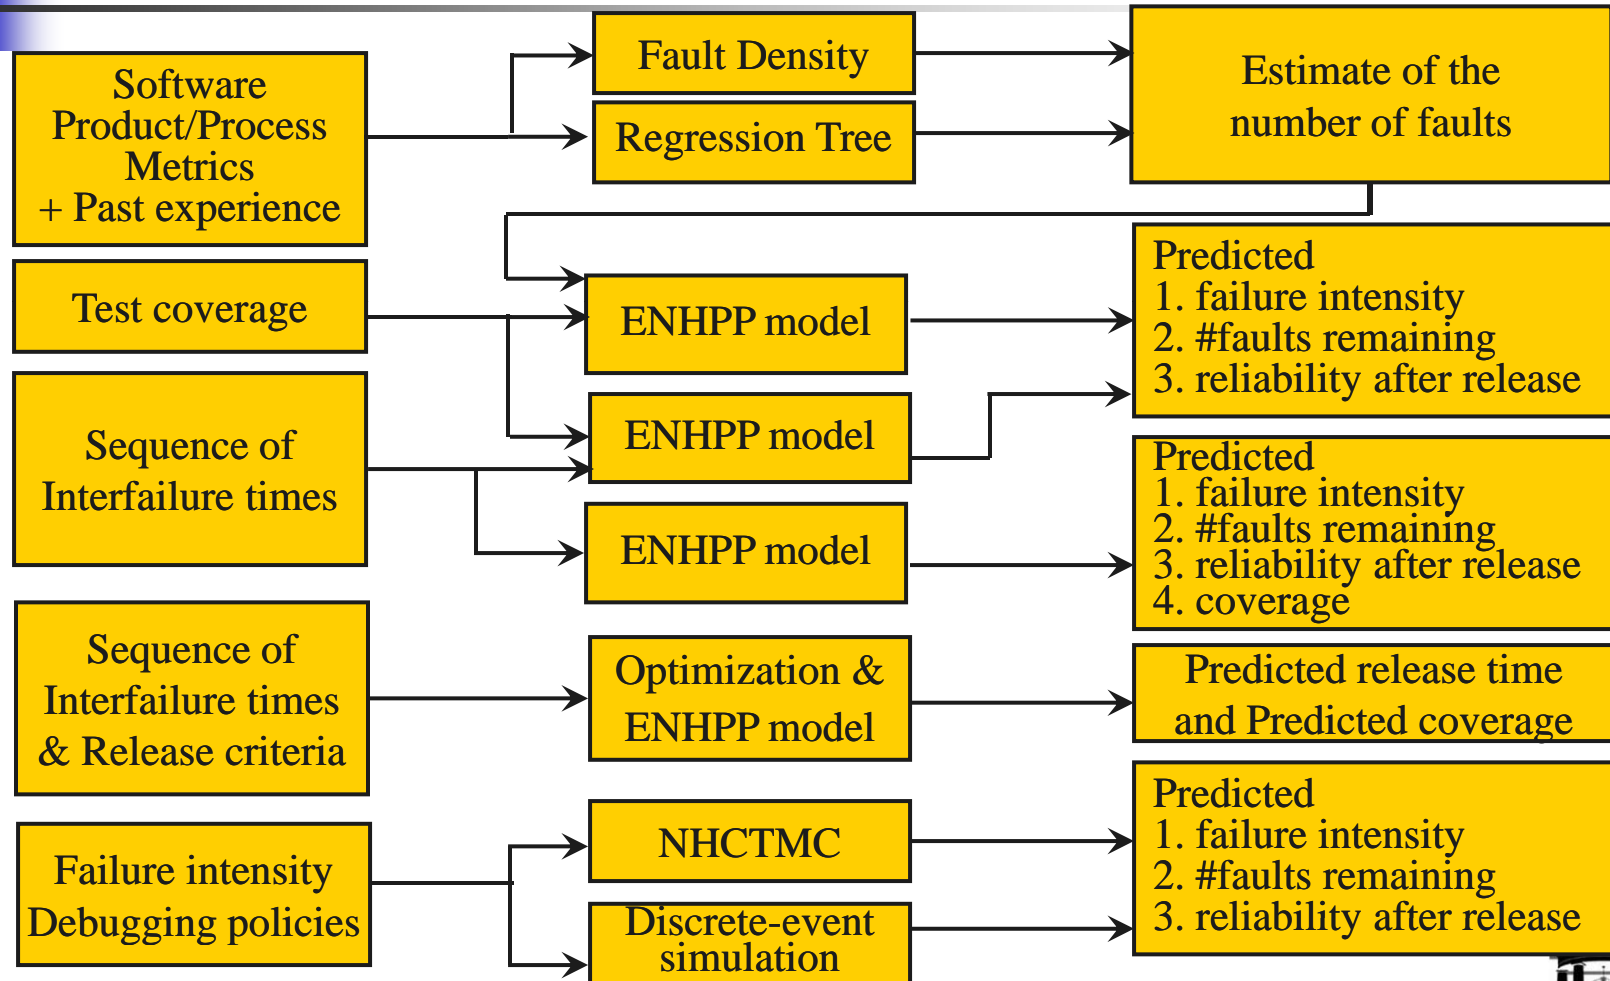 Software
Product/Process
Metrics
+ Past experience
Fault Density
Regression Tree
Estimate of the
number of faults
Test coverage
ENHPP model
Predicted
1. failure intensity
2. #faults remaining
3. reliability after release
Sequence of
Interfailure times
ENHPP model
ENHPP model
Predicted
1. failure intensity
2. #faults remaining
3. reliability after release
4. coverage
Sequence of
Interfailure times
& Release criteria
Optimization &
ENHPP model
Predicted release time
and Predicted coverage
Failure intensity
Debugging policies
NHCTMC
Discrete-event
simulation
Predicted
1. failure intensity
2. #faults remaining
3. reliability after release